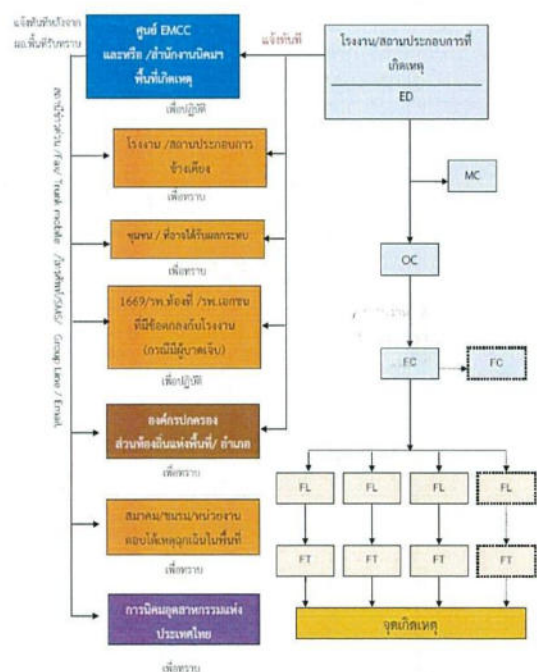 แจ้งทันทีหลังจาก
ผอ.พื้นที่รับทราบ
ศูนย์ EMCC
และหรือ /สำนักงานนิคมฯ
พื้นที่เกิดเหตุ
เพื่อปฏิบัติ
แจ้งทันที
โรงงาน/สถานประกอบการที่
เกิดเหตุ
ED
โรงงาน /สถานประกอบการ
ข้างเคียง
เพื่อทราบ
MC
ชุมชน / ที่อาจได้รับผลกระทบ
เพื่อทราบ
OC
1669/รพ.ท้องที่ /รพ.เอกชน
ที่มีข้อตกลงกับโรงงาน
(กรณีมีผู้บาดเจ็บ)
เพื่อปฏิบัติ
FC
องค์กรปกครอง
ส่วนท้องถิ่นแห่งพื้นที่/ อำเภอ
เพื่อทราบ
FL FL FL FL
สมาคม/ชมรม/หน่วยงาน
ตอบโต้เหตุฉุกเฉินในพื้นที่
เพื่อทราบ
FT FT FT FT
การนิคมอุตสาหกรรมแห่ง
ประเทศไทย
เพื่อทราบ
จุดเกิดเหตุ
/Fax/ Trunk mobile /โทรศัพท์/SMS/ Group Line / Email